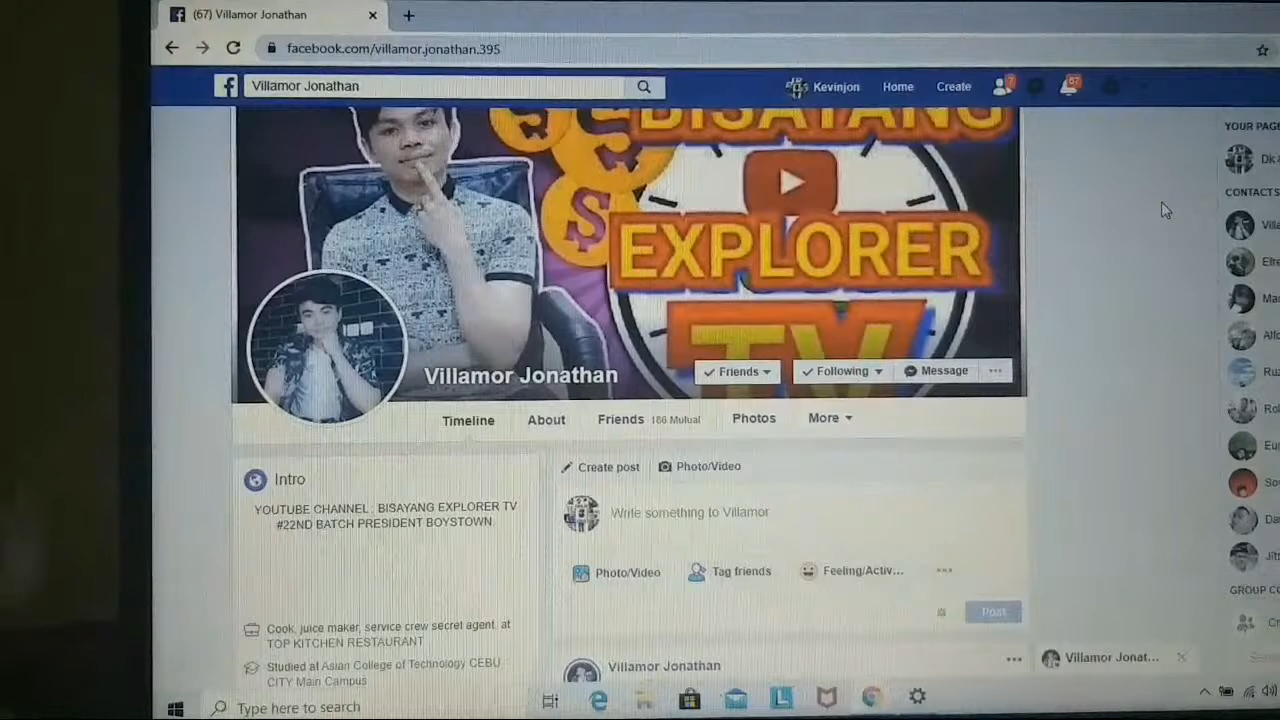 (67) Villamor Jonathan
facebook.com/villamor.jonathan.395
Villamor Jonathan
Kevinjon
Home
Create
7
67
BISAYANG
EXPLORER
TV
YOUR PAGE
CONTACTS
Villamor Jonathan
Friends
Following
Message
Timeline
About
Friends 186 Mutual
Photos
More
Intro
YOUTUBE CHANNEL ; BISAYANG EXPLORER TV
#22ND BATCH PRESIDENT BOYSTOWN
Cook, juice maker, service crew secret agent, at
TOP KITCHEN RESTAURANT
Studied at Asian College of Technology CEBU
CITY Main Campus
Create post
Photo/Video
Write something to Villamor
Photo/Video
Tag friends
Feeling/Activ...
Post
Villamor Jonathan
GROUP CO
Villamor Jonat...
Type here to search